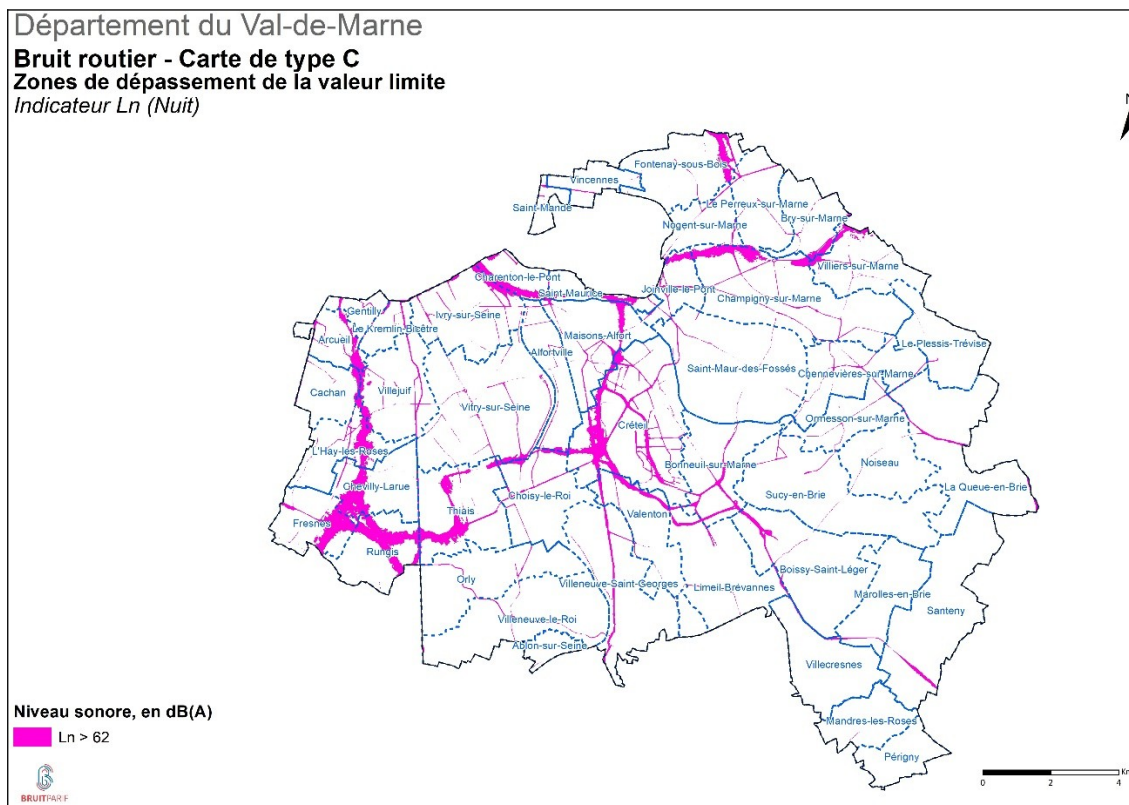 Département du Val-de-Marne
Bruit routier - Carte de type C
Zones de dépassement de la valeur limite
Indicateur Ln (Nuit)
N
Fontenay-sous-Bois
Vincennes
Saint-Mandé
Le Perreux-sur-Marne
Nogent-sur-Marne
Bry-sur-Marne
Villiers-sur-Marne
Charenton-le-Pont
Saint-Maurice
Joinville-le-Pont
Champigny-sur-Marne
Gentilly
Le Kremlin-Bicêtre
Ivry-sur-Seine
Arcueil
Maisons-Alfort
Alfortville
Le-Plessis-Trévise
Saint-Maur-des-Fossés
Chennevières-sur-Marne
Cachan
Villejuif
Vitry-sur-Seine
Créteil
Ormesson-sur-Marne
L'Hay-les-Roses
Bonneuil-sur-Marne
Noiseau
Chevilly-Larue
Choisy-le-Roi
Sucy-en-Brie
La Queue-en-Brie
Fresnes
Thiais
Valenton
Rungis
Orly
Villeneuve-Saint-Georges
Limeil-Brévannes
Boissy-Saint-Léger
Marolles-en-Brie
Santeny
Villeneuve-le-Roi
Ablon-sur-Seine
Villecresnes
Mandres-les-Roses
Périgny
Niveau sonore, en dB(A)
Ln > 62
BRUITPARIF
Km
0 2 4